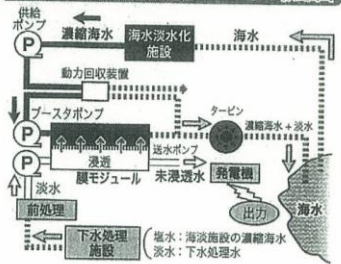 供給
ポンプ
濃縮海水
海水淡水化
施設
海水
P
動力回収装置
ブースタポンプ
タービン
P
送水ポンプ
濃縮海水+淡水
P
浸透
膜モジュール
未浸透水
発電機
淡水
出力
海水
前処理
下水処理
施設
塩水:海淡施設の濃縮海水
淡水:下水処理水